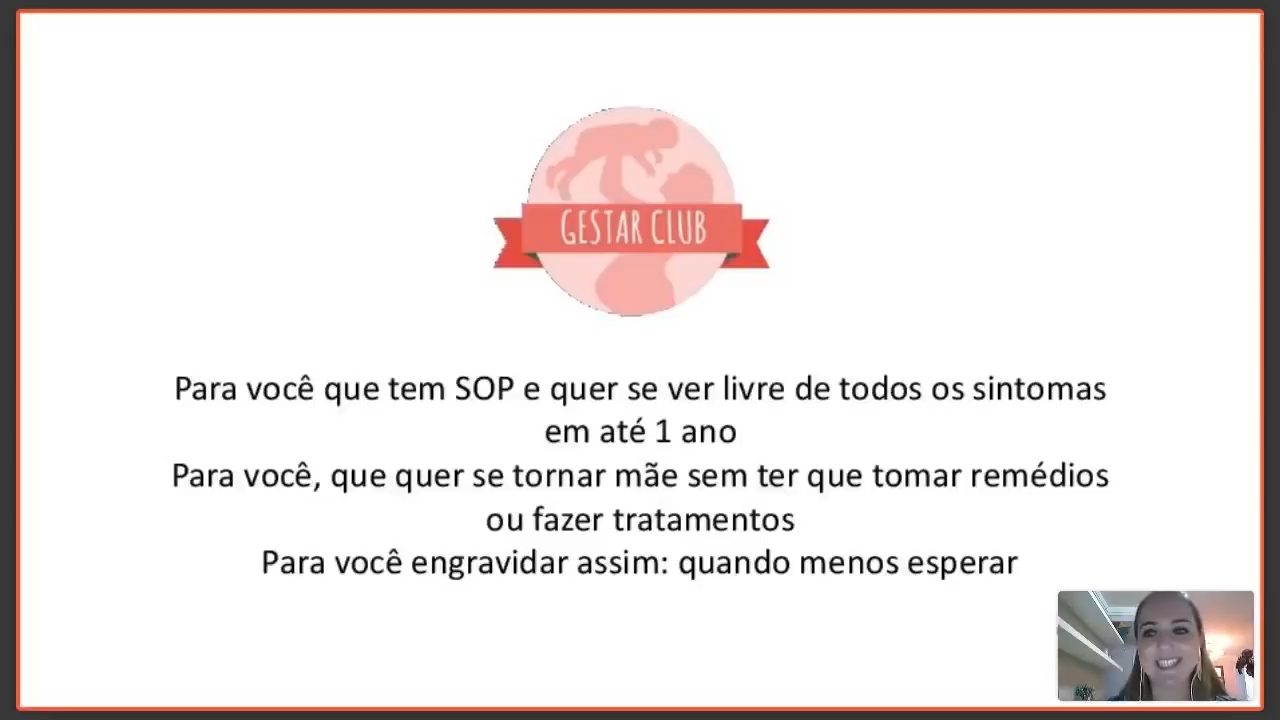 GESTAR CLUB
Para você que tem SOP e quer se ver livre de todos os sintomas
em até 1 ano
Para você, que quer se tornar mãe sem ter que tomar remédios
ou fazer tratamentos
Para você engravidar assim: quando menos esperar